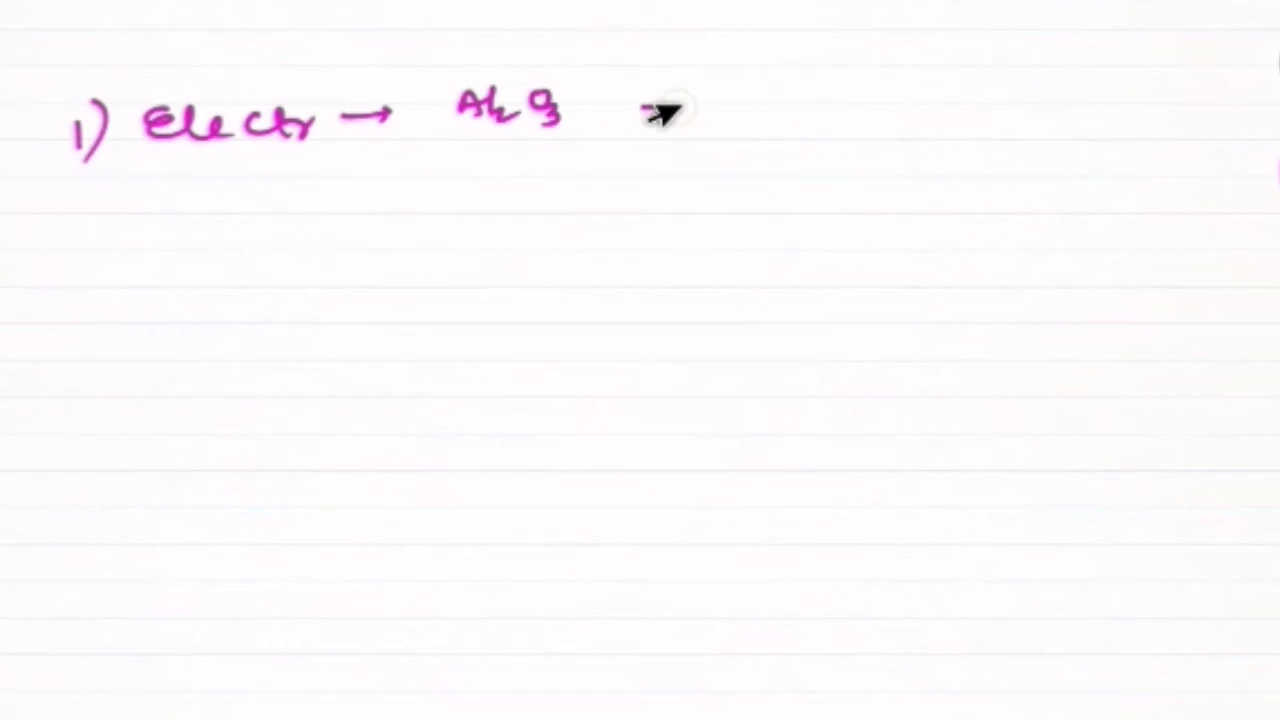 1) Electr → Al2O3